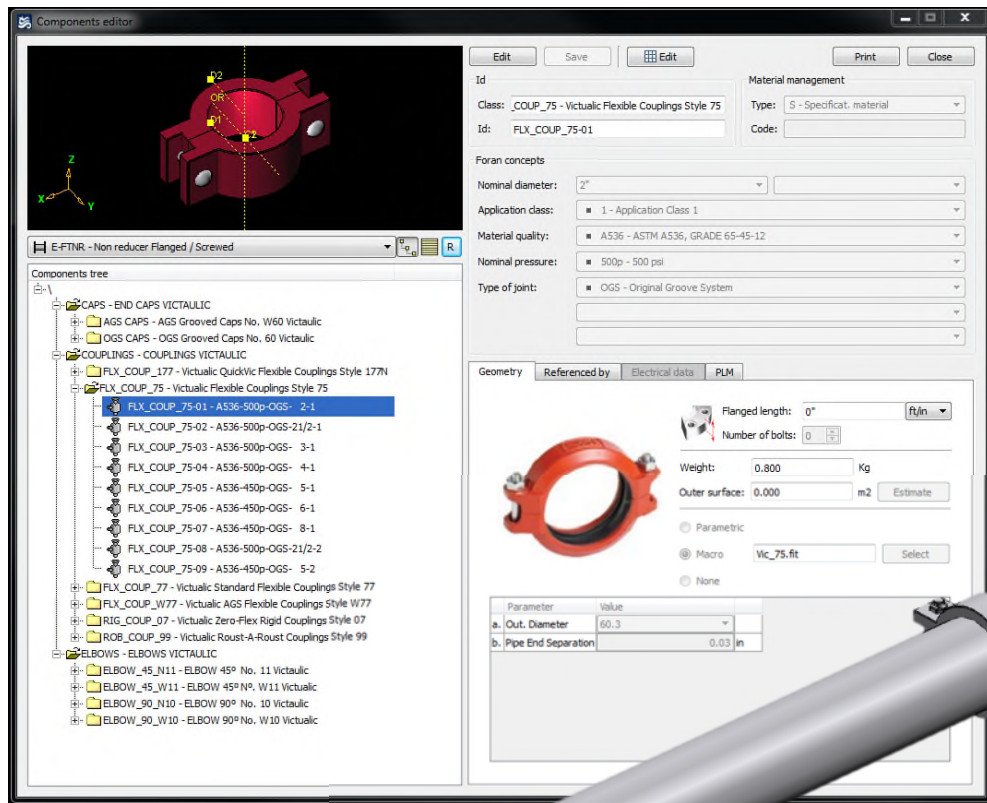 Components editor
Edit
Save
Edit
Print
Close
Id
Class: _COUP_75 - Victualic Flexible Couplings Style 75
Id: FLX_COUP_75-01
Material management
Type: S - Specificat. material
Code:
Foran concepts
Nominal diameter: 2"
Application class: 1 - Application Class 1
Material quality: A536 - ASTM A536, GRADE 65-45-12
Nominal pressure: 500p - 500 psi
Type of joint: OGS - Original Groove System
D2
OR
D1
C2
Z
X
Y
E-FTNR - Non reducer Flanged / Screwed
R
Components tree
\
CAPS - END CAPS VICTAULIC
AGS CAPS - AGS Grooved Caps No. W60 Victaulic
OGS CAPS - OGS Grooved Caps No. 60 Victaulic
COUPLINGS - COUPLINGS VICTAULIC
FLX_COUP_177 - Victualic QuickVic Flexible Couplings Style 177N
FLX_COUP_75 - Victualic Flexible Couplings Style 75
FLX_COUP_75-01 - A536-500p-OGS- 2-1
FLX_COUP_75-02 - A536-500p-OGS-21/2-1
FLX_COUP_75-03 - A536-500p-OGS- 3-1
FLX_COUP_75-04 - A536-500p-OGS- 4-1
FLX_COUP_75-05 - A536-450p-OGS- 5-1
FLX_COUP_75-06 - A536-450p-OGS- 6-1
FLX_COUP_75-07 - A536-450p-OGS- 8-1
FLX_COUP_75-08 - A536-500p-OGS-21/2-2
FLX_COUP_75-09 - A536-450p-OGS- 5-2
FLX_COUP_77 - Victualic Standard Flexible Couplings Style 77
FLX_COUP_W77 - Victualic AGS Flexible Couplings Style W77
RIG_COUP_07 - Victualic Zero-Flex Rigid Couplings Style 07
ROB_COUP_99 - Victualic Roust-A-Roust Couplings Style 99
ELBOWS - ELBOWS VICTAULIC
ELBOW_45_N11 - ELBOW 45º No. 11 Victaulic
ELBOW_45_W11 - ELBOW 45º Nº. W11 Victualic
ELBOW_90_N10 - ELBOW 90º No. 10 Victaulic
ELBOW_90_W10 - ELBOW 90º No. W10 Victualic
Geometry
Referenced by
Electrical data
PLM
Flanged length: 0" ft/in
Number of bolts: 0
Weight: 0.800 Kg
Outer surface: 0.000 m2 Estimate
Parametric
Macro Vic_75.fit Select
None
Parameter Value
a. Out. Diameter 60.3
b. Pipe End Separation 0.03 in